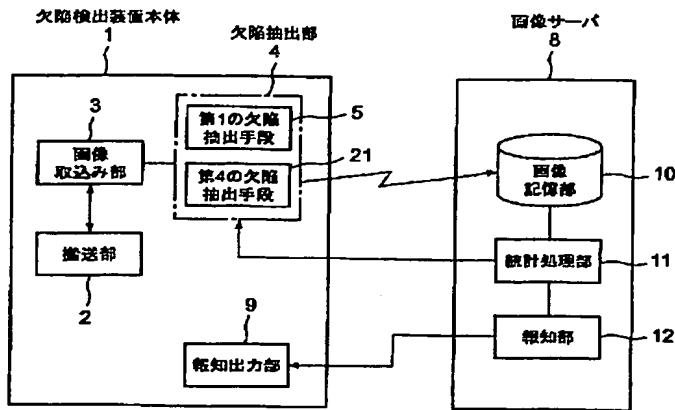 欠陥検出装置本体
1
欠陥抽出部
4
画像サーバ
8
3
画像
取込み部
第1の欠陥
抽出手段
5
第4の欠陥
抽出手段
21
画像
記憶部
10
搬送部
2
統計処理部
11
9
報知出力部
報知部
12